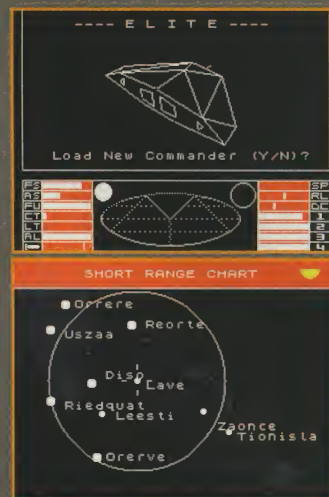 ---- E L I T E ----
Load New Commander (Y/N)?
FS
AS
FU
CT
LT
AL
SP
RL
DC
1
2
3
4
SHORT RANGE CHART
Orrere
Uszaa
Reorte
Diso
Lave
Riedquat
Leesti
Zaonce
Tionisla
Orerve